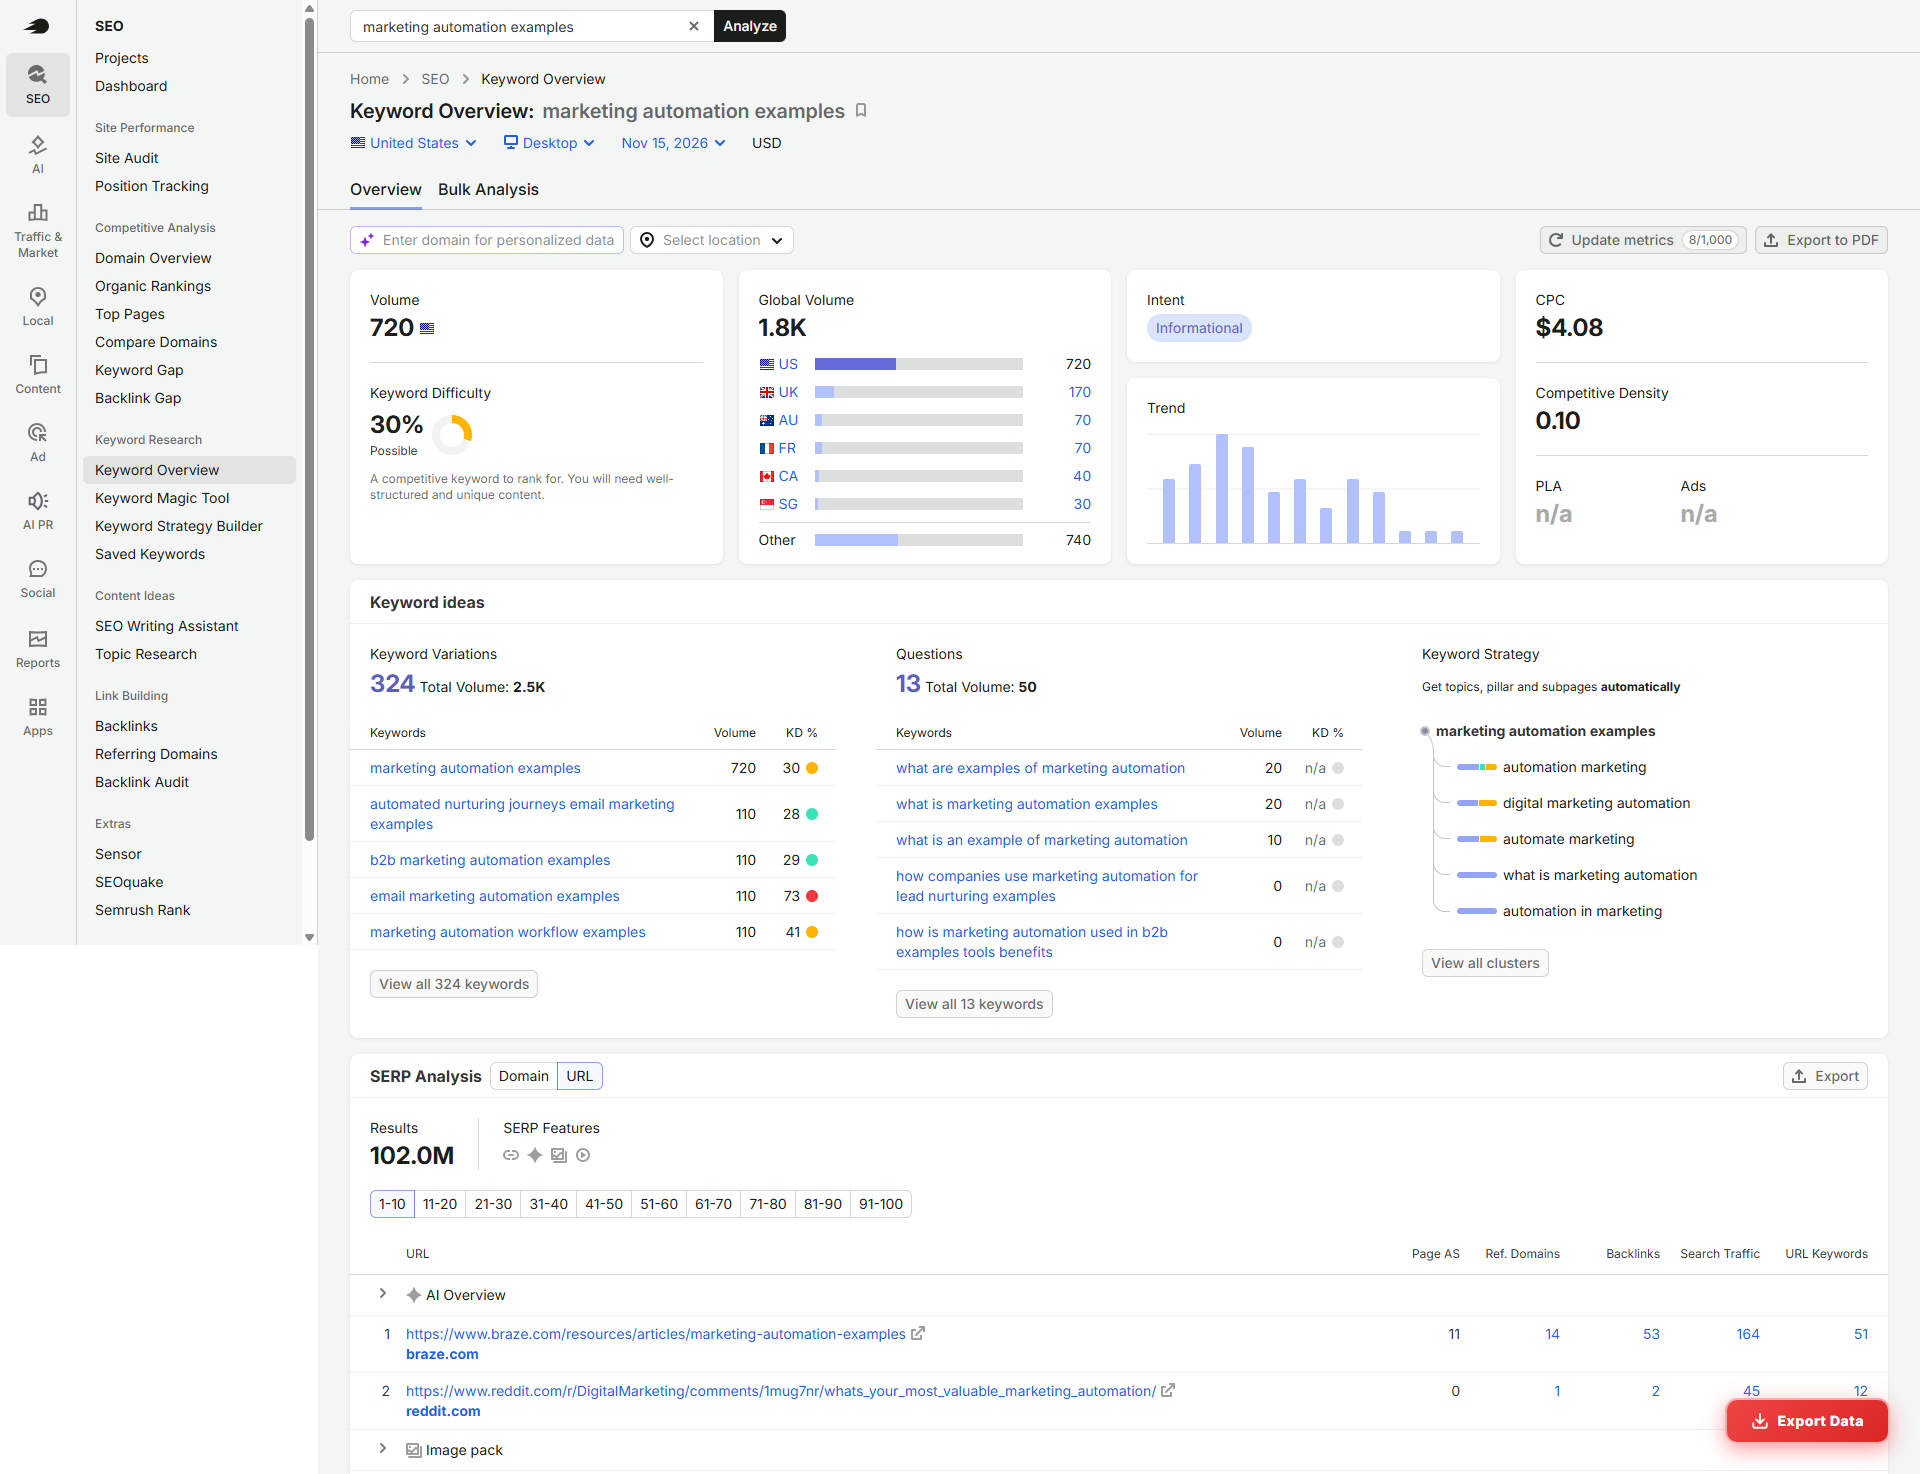 SEO
AI
Traffic &
Market
Local
Content
Ad
AI PR
Social
Reports
Apps
SEO
Projects
Dashboard
Site Performance
Site Audit
Position Tracking
Competitive Analysis
Domain Overview
Organic Rankings
Top Pages
Compare Domains
Keyword Gap
Backlink Gap
Keyword Research
Keyword Overview
Keyword Magic Tool
Keyword Strategy Builder
Saved Keywords
Content Ideas
SEO Writing Assistant
Topic Research
Link Building
Backlinks
Referring Domains
Backlink Audit
Extras
Sensor
SEOquake
Semrush Rank
marketing automation examples Analyze
Home SEO Keyword Overview
Keyword Overview: marketing automation examples
United States Desktop Nov 15, 2026 USD
Overview Bulk Analysis
Enter domain for personalized data Select location Update metrics 8/1,000 Export to PDF
Volume
720
Keyword Difficulty
30%
Possible
A competitive keyword to rank for. You will need well-
structured and unique content.
Global Volume
1.8K
US 720
UK 170
AU 70
FR 70
CA 40
SG 30
Other 740
Intent
Informational
Trend
CPC
$4.08
Competitive Density
0.10
PLA Ads
n/a n/a
Keyword ideas
Keyword Variations
324 Total Volume: 2.5K
Keywords Volume KD %
marketing automation examples 720 30
automated nurturing journeys email marketing
examples 110 28
b2b marketing automation examples 110 29
email marketing automation examples 110 73
marketing automation workflow examples 110 41
View all 324 keywords
Questions
13 Total Volume: 50
Keywords Volume KD %
what are examples of marketing automation 20 n/a
what is marketing automation examples 20 n/a
what is an example of marketing automation 10 n/a
how companies use marketing automation for
lead nurturing examples 0 n/a
how is marketing automation used in b2b
examples tools benefits 0 n/a
View all 13 keywords
Keyword Strategy
Get topics, pillar and subpages automatically
marketing automation examples
automation marketing
digital marketing automation
automate marketing
what is marketing automation
automation in marketing
View all clusters
SERP Analysis Domain URL Export
Results SERP Features
102.0M
1-10 11-20 21-30 31-40 41-50 51-60 61-70 71-80 81-90 91-100
URL Page AS Ref. Domains Backlinks Search Traffic URL Keywords
AI Overview
1 https://www.braze.com/resources/articles/marketing-automation-examples 11 14 53 164 51
braze.com
2 https://www.reddit.com/r/DigitalMarketing/comments/1mug7nr/whats_your_most_valuable_marketing_automation/ 0 1 2 45 12
reddit.com
Export Data
Image pack